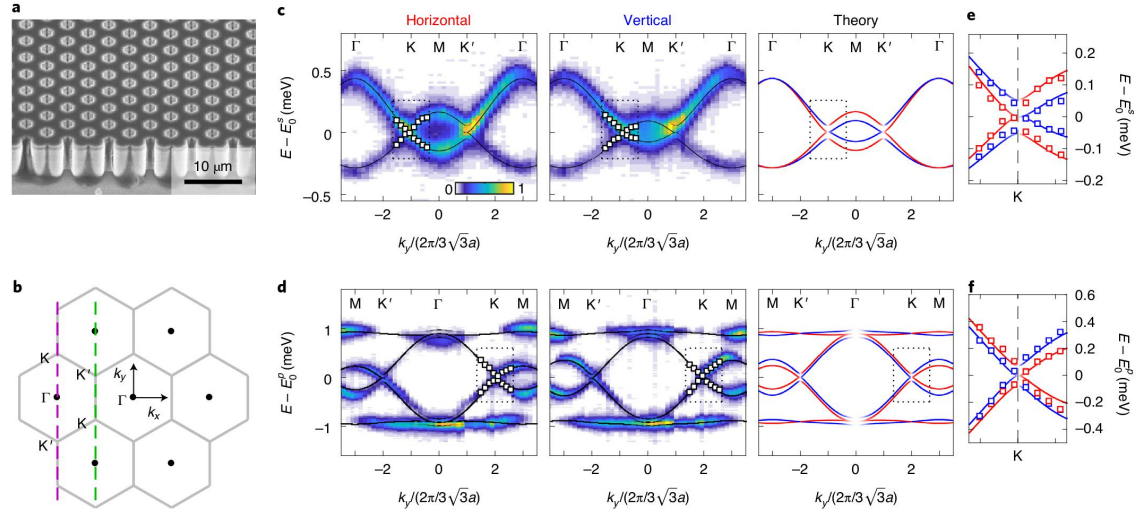 a
10 μm
b
K
K′
k_y
Γ
Γ
k_x
K
K′
c
Horizontal
Vertical
Theory
Γ K M K′ Γ
Γ K M K′ Γ
Γ K M K′ Γ
E − E_0^s (meV)
0.5
0
−0.5
0 1
−2 0 2
−2 0 2
−2 0 2
k_y/(2π/3√3a)
k_y/(2π/3√3a)
k_y/(2π/3√3a)
d
M K′ Γ K M
M K′ Γ K M
M K′ Γ K M
E − E_0^p (meV)
1
0
−1
−2 0 2
−2 0 2
−2 0 2
k_y/(2π/3√3a)
k_y/(2π/3√3a)
k_y/(2π/3√3a)
e
0.2
0.1
0
−0.1
−0.2
E − E_0^s (meV)
K
f
0.6
0.4
0.2
0
−0.2
−0.4
E − E_0^p (meV)
K